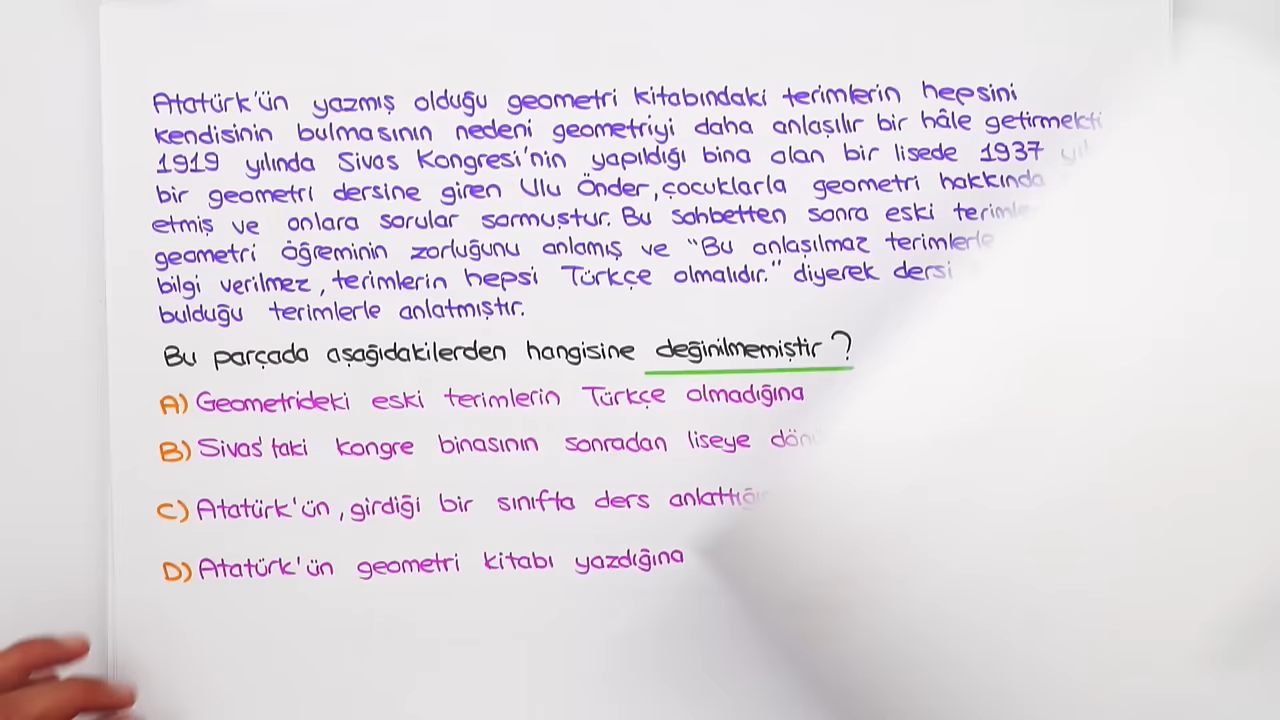 Atatürk'ün yazmış olduğu geometri kitabındaki terimlerin hepsini
kendisinin bulmasının nedeni geometriyi daha anlaşılır bir hâle
1919 yılında Sivas Kongresi'nin yapıldığı bina olan bir lisede 1937
bir geometri dersine giren Ulu Önder, çocuklarla geometri hakkında
etmiş ve onlara sorular sormuştur. Bu sohbetten sonra eski
geometri öğreminin zorluğunu anlamış ve "Bu anlaşılmaz terimlerle
bilgi verilmez, terimlerin hepsi Türkçe olmalıdır." diyerek dersi
bulduğu terimlerle anlatmıştır.
Bu parçada aşağıdakilerden hangisine değinilmemiştir?
A) Geometrideki eski terimlerin Türkçe olmadığına
B) Sivas'taki kongre binasının sonradan liseye
C) Atatürk'ün, girdiği bir sınıfta ders
D) Atatürk'ün geometri kitabı yazdığına